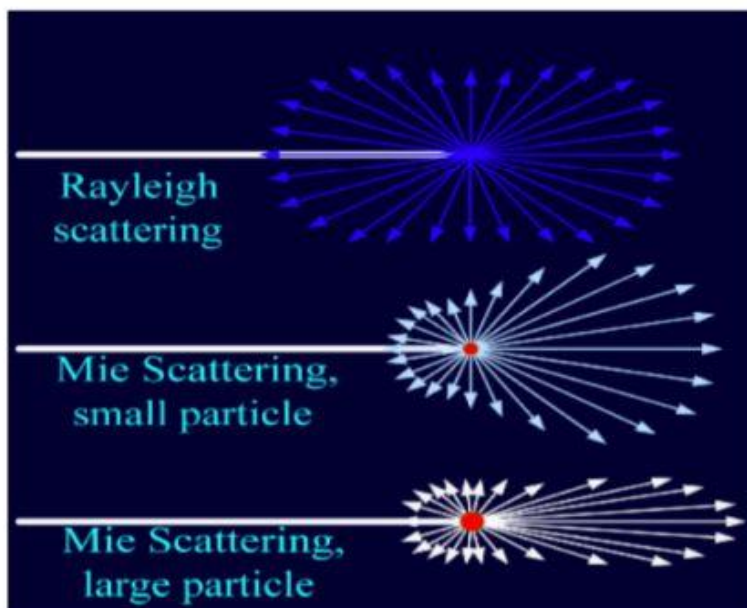 Rayleigh
scattering
Mie Scattering,
small particle
Mie Scattering,
large particle